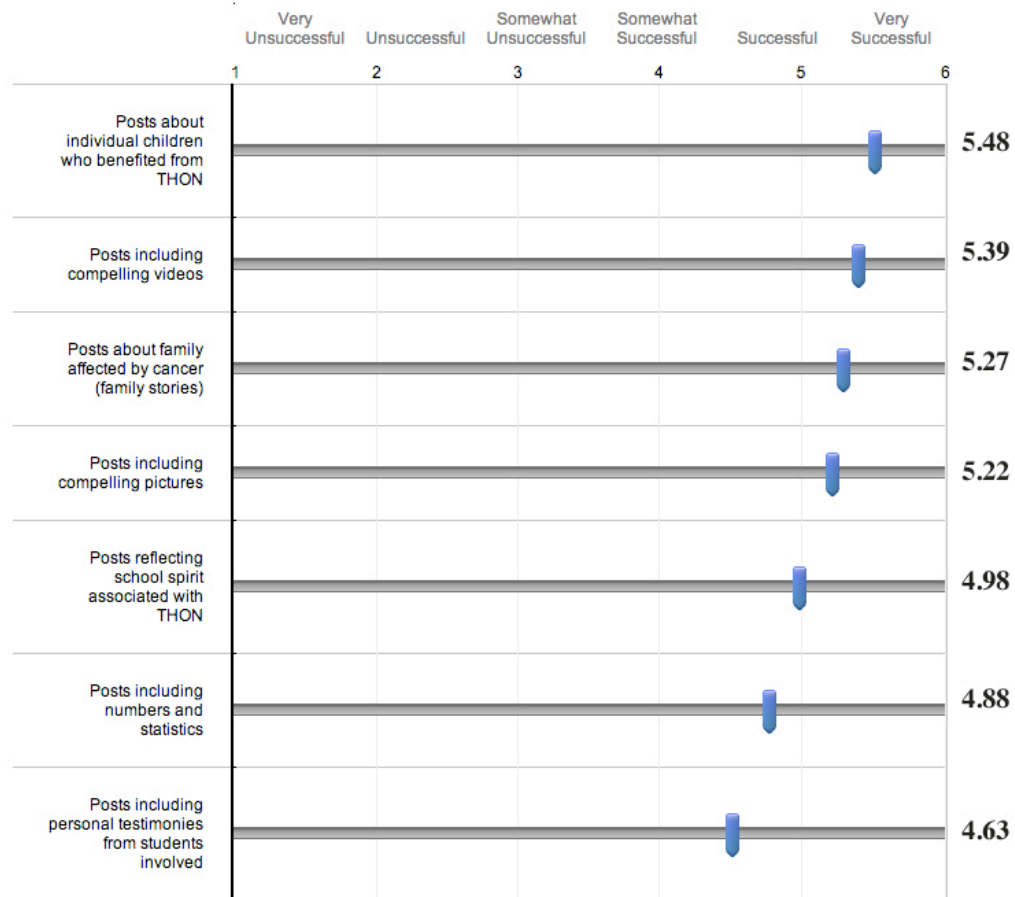 Very Unsuccessful
Unsuccessful
Somewhat Unsuccessful
Somewhat Successful
Successful
Very Successful
1 2 3 4 5 6
Posts about
individual children
who benefited from
THON
5.48
Posts including
compelling videos
5.39
Posts about family
affected by cancer
(family stories)
5.27
Posts including
compelling pictures
5.22
Posts reflecting
school spirit
associated with
THON
4.98
Posts including
numbers and
statistics
4.88
Posts including
personal testimonies
from students
involved
4.63